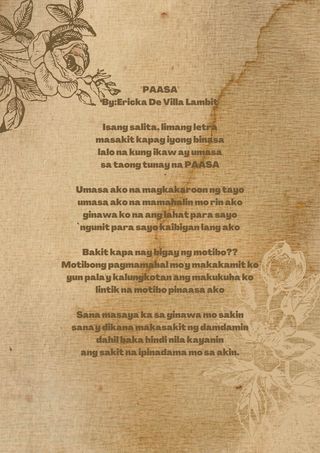 'PAASA'
By:Ericka De Villa Lambit
Isang salita, limang letra
masakit kapag iyong binasa
lalo na kung ikaw ay umasa
sa taong tunay na PAASA
Umasa ako na magkakaroon ng tayo
umasa ako na mamahalin mo rin ako
ginawa ko na ang lahat para sayo
ngunit para sayo kaibigan lang ako
Bakit kapa nag bigay ng motibo??
Motibong pagmamahal moy makakamit ko
yun pala'y kalungkotan ang makukuha ko
lintik na motibo pinaasa ako
Sana masaya ka sa ginawa mo sakin
sana'y dikana makasakit ng damdamin
dahil baka hindi nila kayanin
ang sakit na ipinadama mo sa akin.